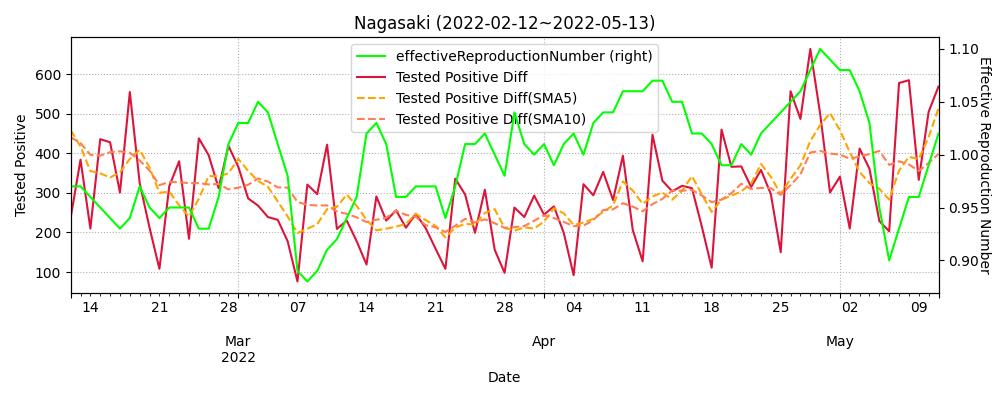 Nagasaki (2022-02-12~2022-05-13)
effectiveReproductionNumber (right)
Tested Positive Diff
Tested Positive Diff(SMA5)
Tested Positive Diff(SMA10)
Tested Positive
600
500
400
300
200
100
1.10
1.05
1.00
0.95
0.90
Effective Reproduction Number
14 21 28 07 14 21 28 04 11 18 25 02 09
Mar Apr May
2022
Date